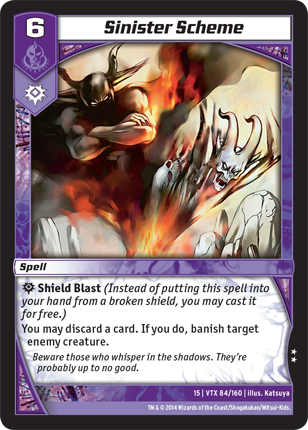 6
Sinister Scheme
Spell
Shield Blast (Instead of putting this spell into
your hand from a broken shield, you may cast it
for free.)
You may discard a card. If you do, banish target
enemy creature.
Beware those who whisper in the shadows. They're
probably up to no good.
15 | VTX 84/160 | illus. Katsuya
TM & © 2014 Wizards of the Coast/Shogakukan/Mitsui-Kids.